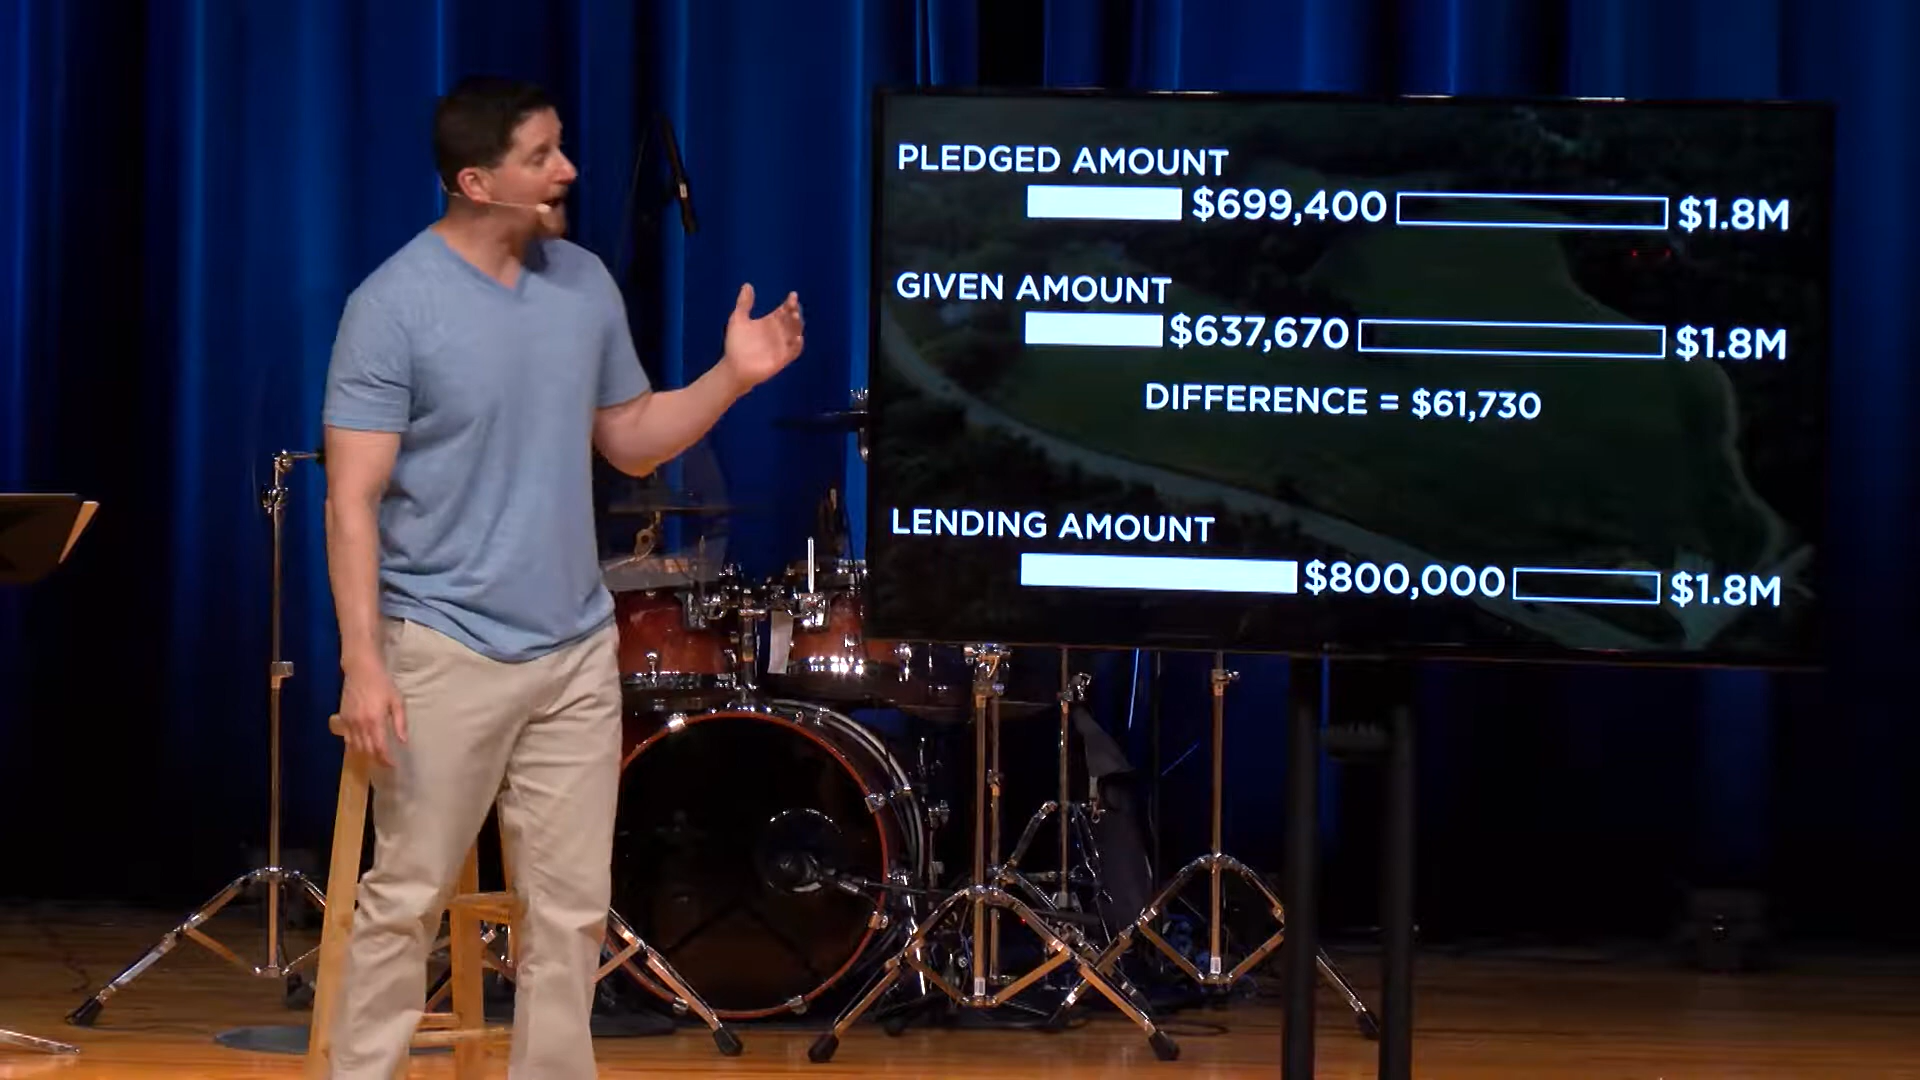 PLEDGED AMOUNT
$699,400 $1.8M
GIVEN AMOUNT
$637,670 $1.8M
DIFFERENCE = $61,730
LENDING AMOUNT
$800,000 $1.8M